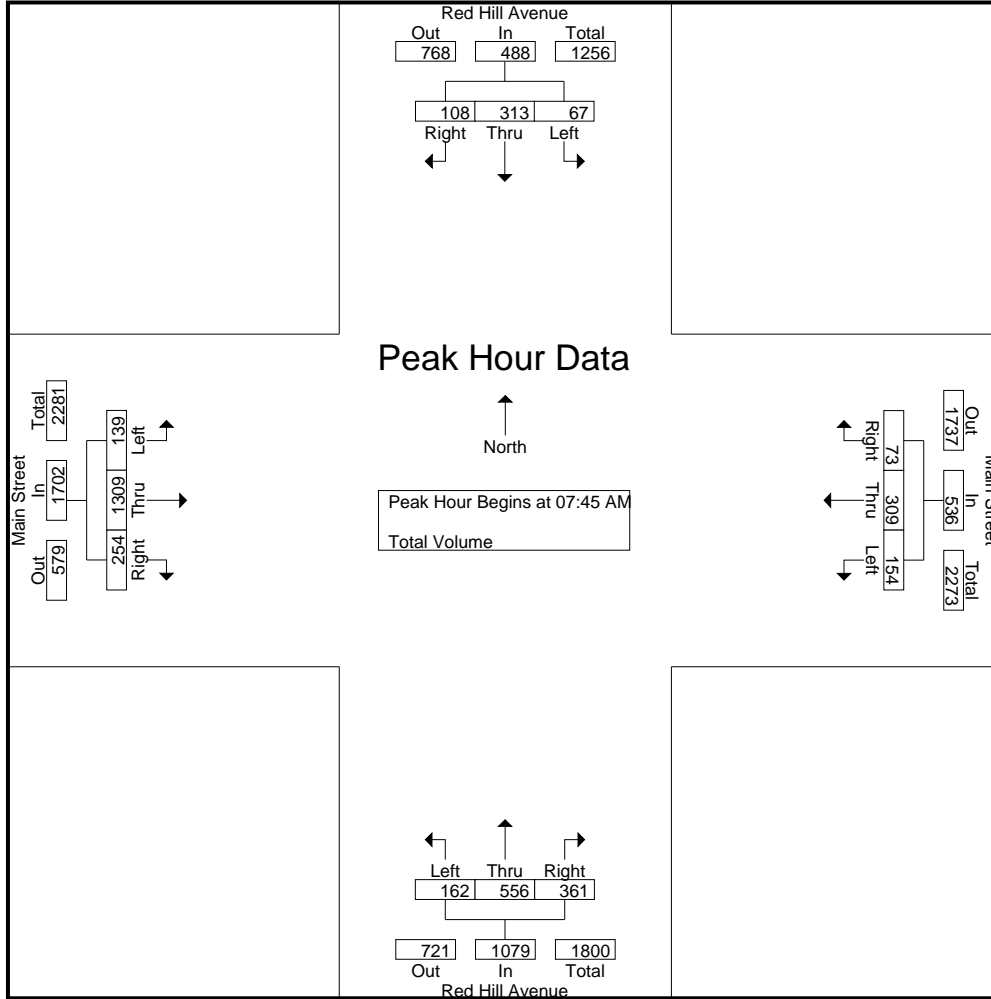 Red Hill Avenue
Out In Total
768 488 1256
108 313 67
Right Thru Left
Peak Hour Data
North
Peak Hour Begins at 07:45 AM
Total Volume
Main Street
Out In Total
579 1702 2281
254 1309 139
Right Thru Left
Main Street
Out In Total
1737 536 2273
73 309 154
Right Thru Left
Left Thru Right
162 556 361
721 1079 1800
Out In Total
Red Hill Avenue